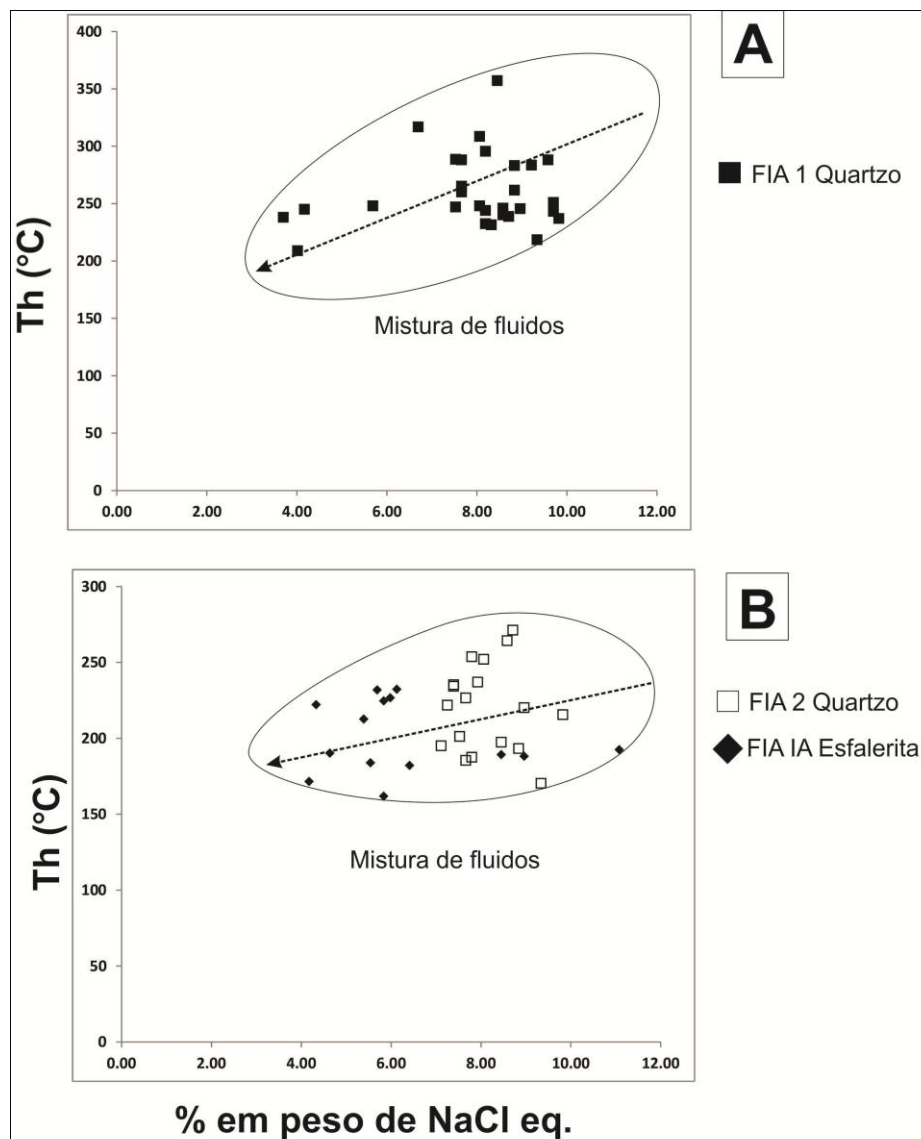 A
400
350
300
250
200
150
100
50
0
Th (°C)
Mistura de fluidos
0.00 2.00 4.00 6.00 8.00 10.00 12.00
FIA 1 Quartzo
B
300
250
200
150
100
50
0
Th (°C)
Mistura de fluidos
0.00 2.00 4.00 6.00 8.00 10.00 12.00
FIA 2 Quartzo
FIA IA Esfalerita
% em peso de NaCl eq.